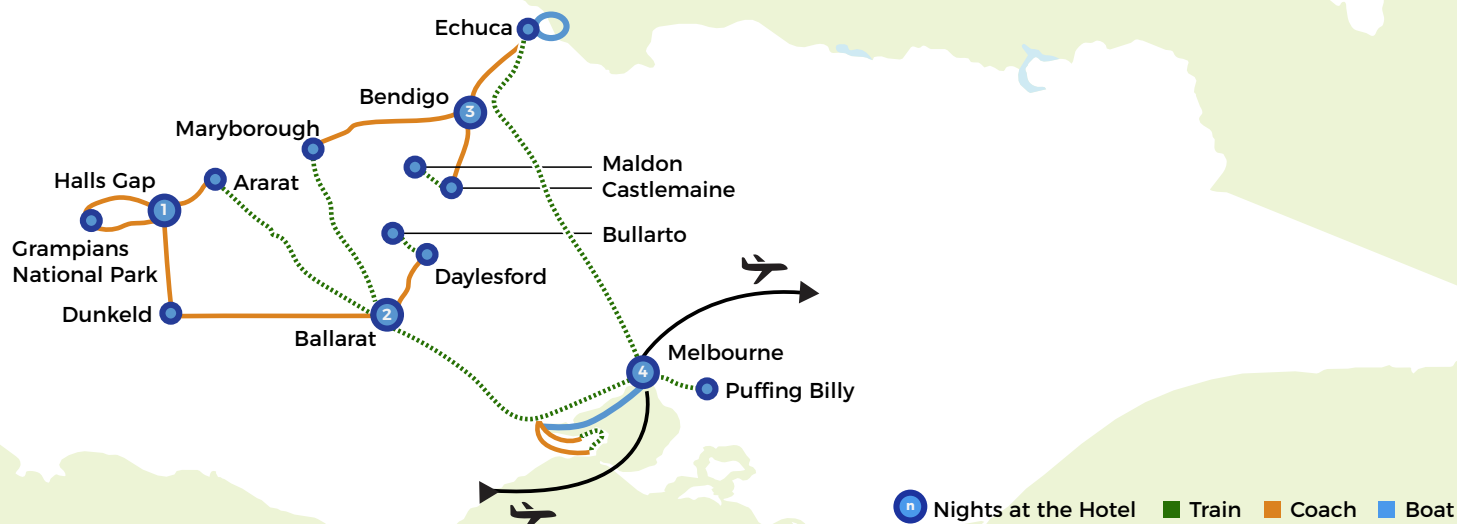 Echuca
Bendigo
3
Maryborough
Maldon
Castlemaine
Halls Gap
Ararat
1
Grampians
National Park
Bullarto
Daylesford
Dunkeld
2
Ballarat
Melbourne
4
Puffing Billy
n Nights at the Hotel Train Coach Boat